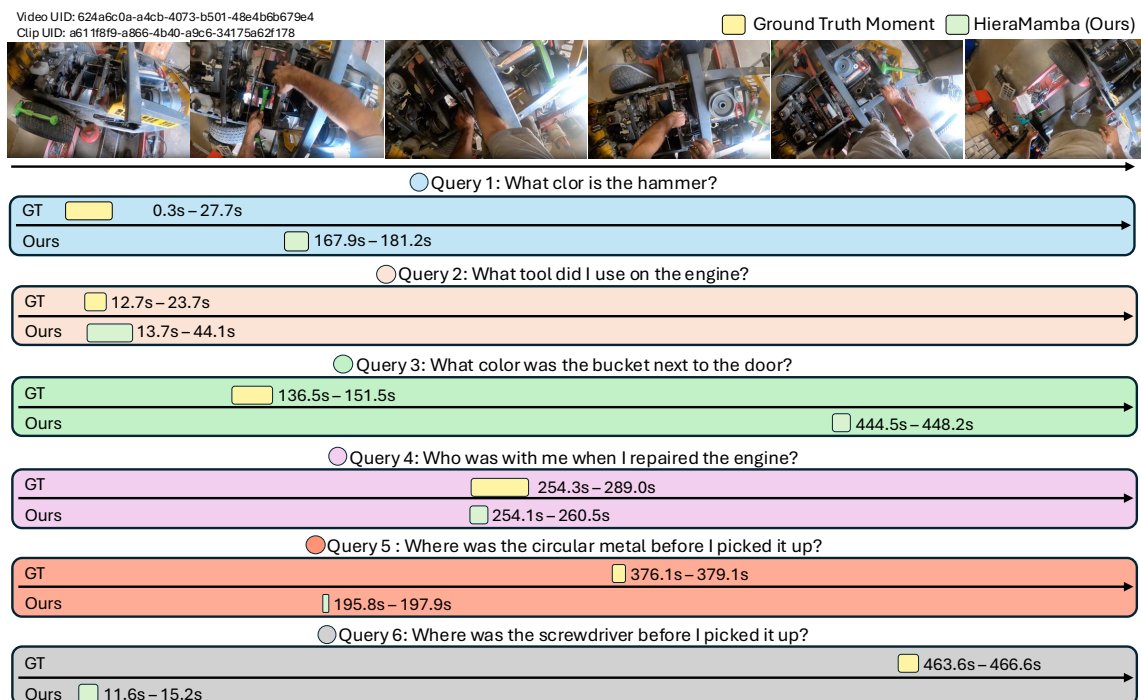 Video UID: 624a6c0a-a4cb-4073-b501-48e4b6b679e4
Clip UID: a611f8f9-a866-4b40-a9c6-34175a62f178
Ground Truth Moment
HieraMamba (Ours)
Query 1: What clor is the hammer?
GT 0.3s – 27.7s
Ours 167.9s – 181.2s
Query 2: What tool did I use on the engine?
GT 12.7s – 23.7s
Ours 13.7s – 44.1s
Query 3: What color was the bucket next to the door?
GT 136.5s – 151.5s
Ours 444.5s – 448.2s
Query 4: Who was with me when I repaired the engine?
GT 254.3s – 289.0s
Ours 254.1s – 260.5s
Query 5 : Where was the circular metal before I picked it up?
GT 376.1s – 379.1s
Ours 195.8s – 197.9s
Query 6: Where was the screwdriver before I picked it up?
GT 463.6s – 466.6s
Ours 11.6s – 15.2s